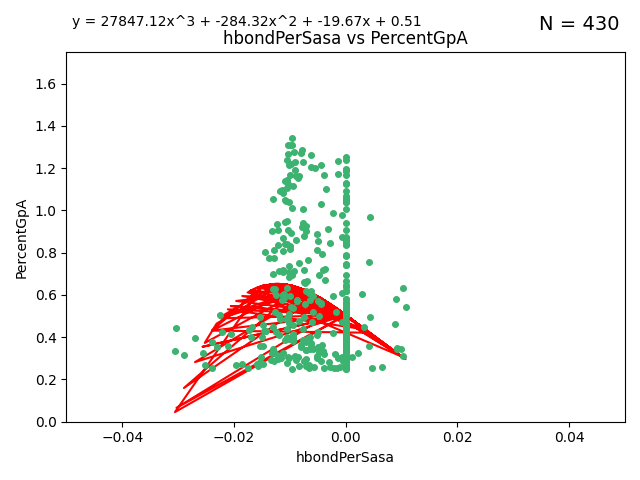 y = 27847.12x^3 + -284.32x^2 + -19.67x + 0.51
N = 430
hbondPerSasa vs PercentGpA
1.6
1.4
1.2
1.0
0.8
0.6
0.4
0.2
0.0
PercentGpA
−0.04 −0.02 0.00 0.02 0.04
hbondPerSasa